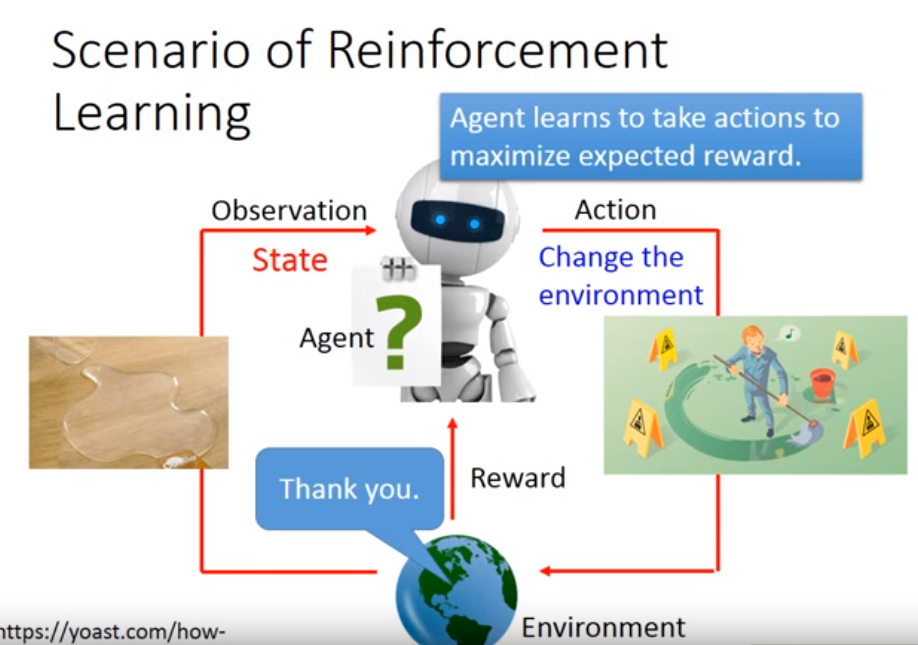 Scenario of Reinforcement
Learning
Agent learns to take actions to
maximize expected reward.
Observation
Action
State
Change the
environment
Agent
?
Thank you.
Reward
Environment
https://yoast.com/how-